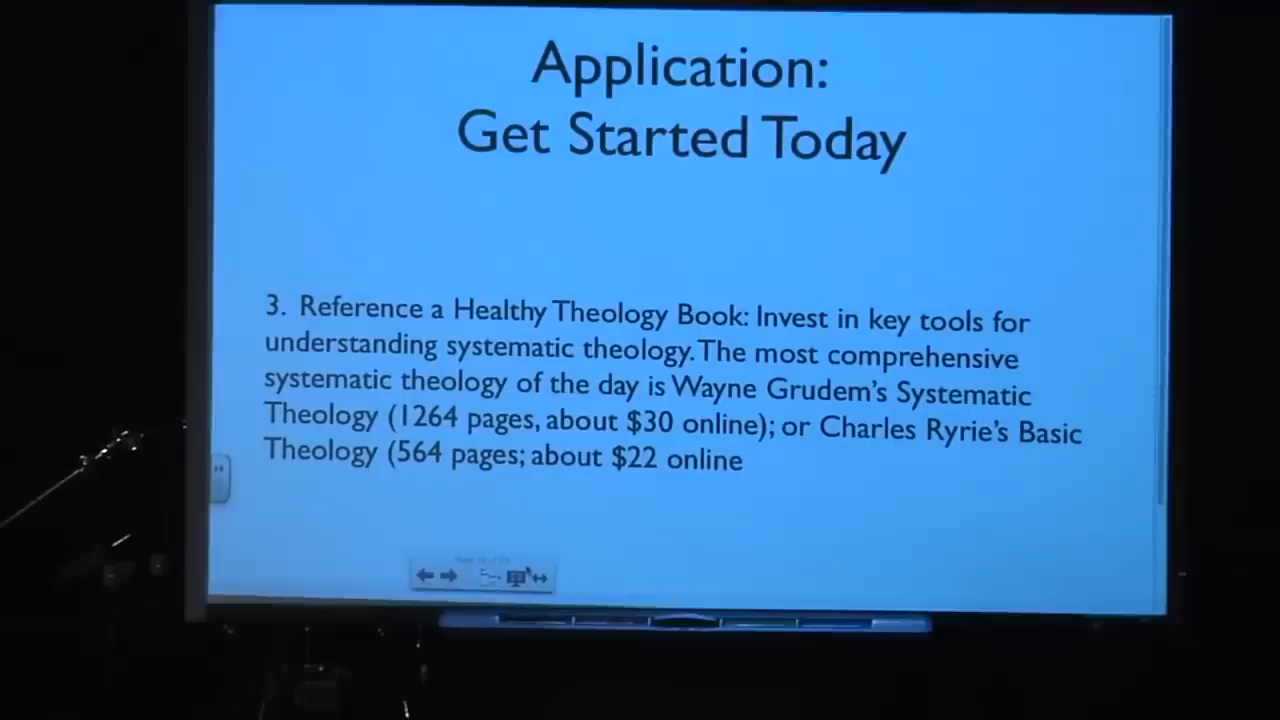 Application:
Get Started Today
3. Reference a Healthy Theology Book: Invest in key tools for
understanding systematic theology. The most comprehensive
systematic theology of the day is Wayne Grudem's Systematic
Theology (1264 pages, about $30 online); or Charles Ryrie's Basic
Theology (564 pages; about $22 online